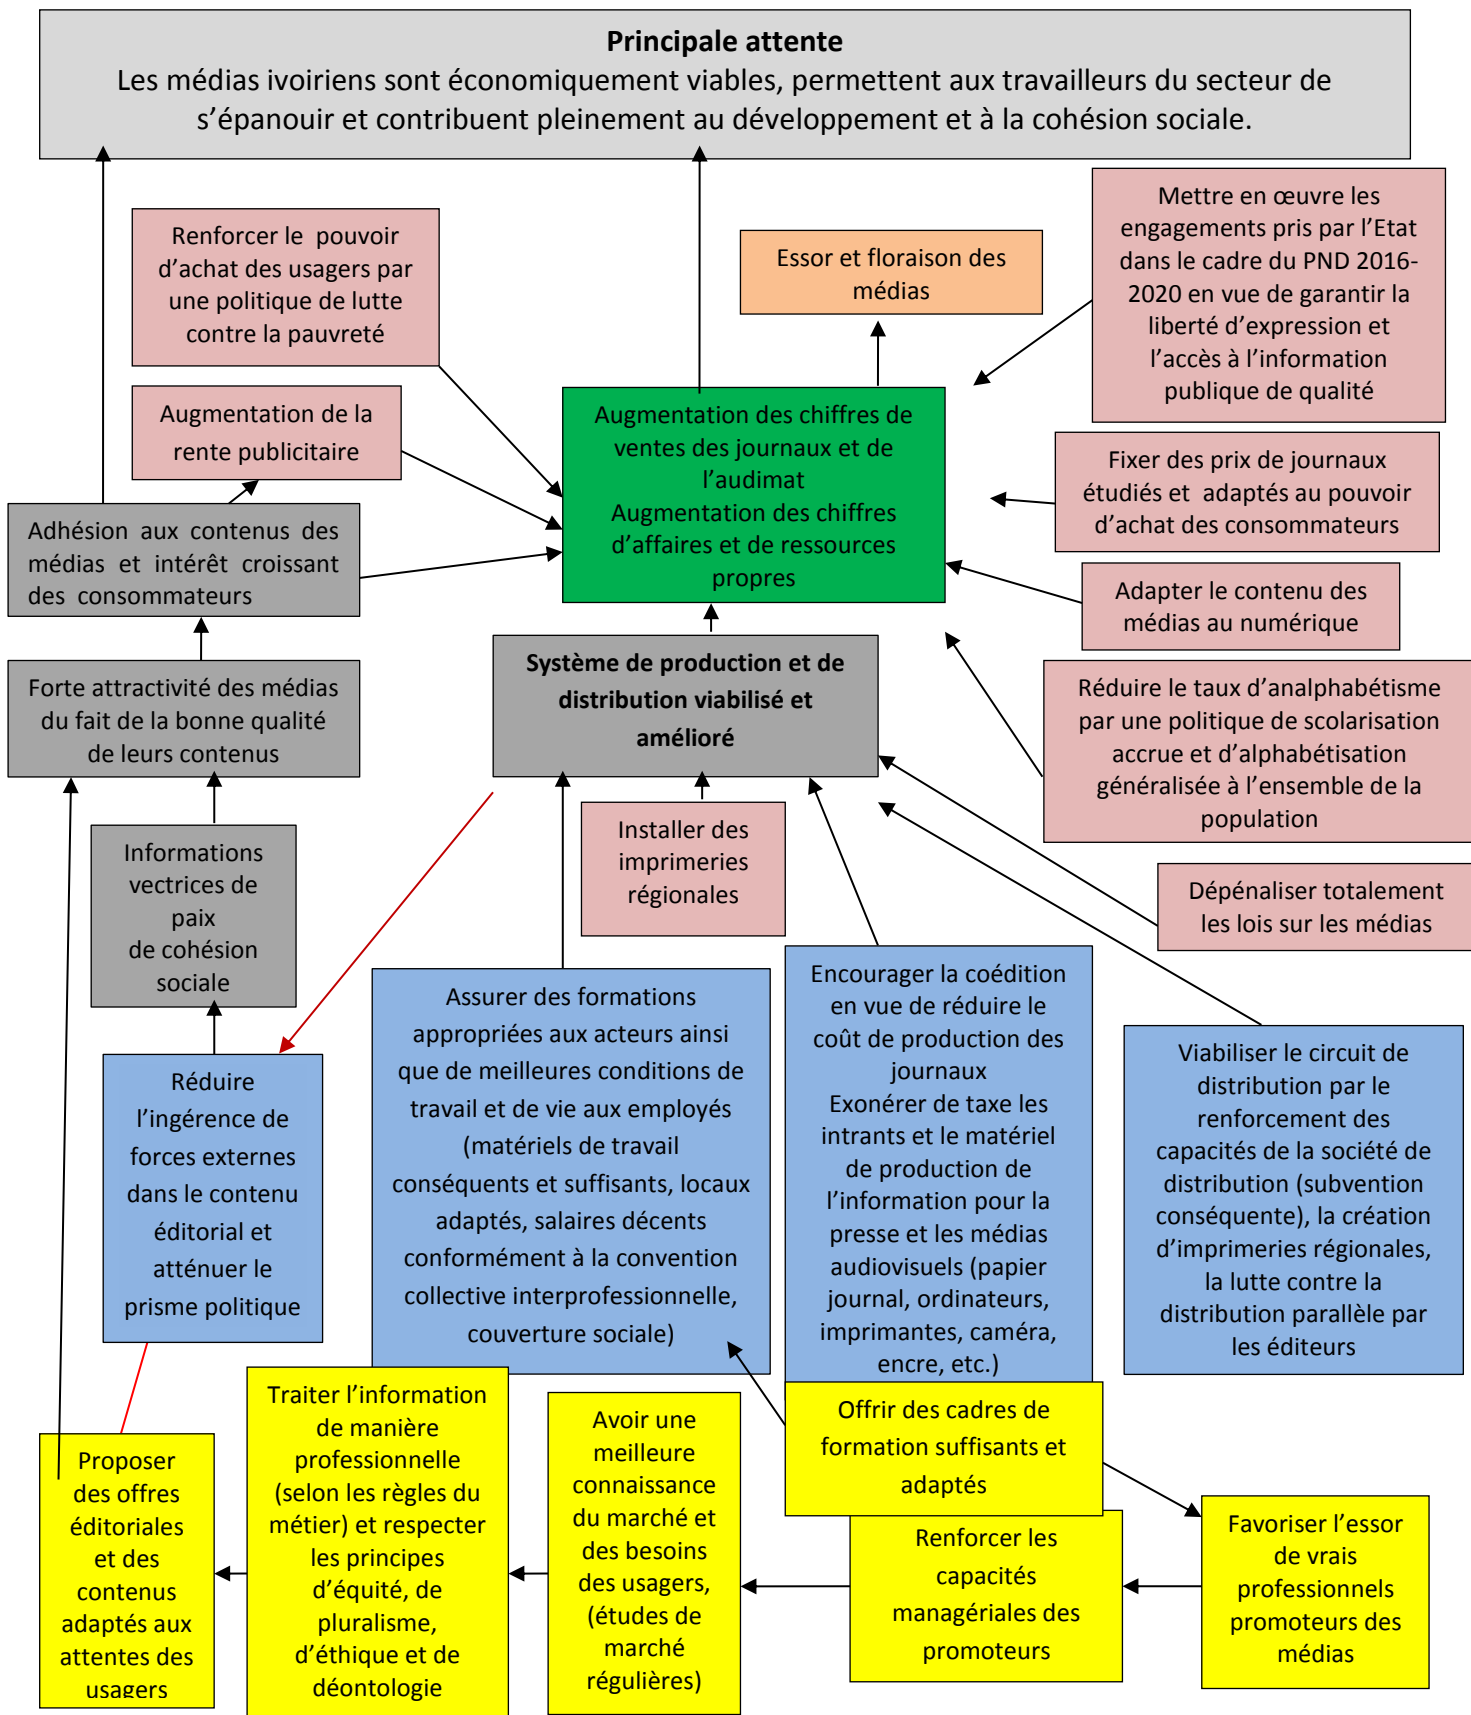 Principale attente
Les médias ivoiriens sont économiquement viables, permettent aux travailleurs du secteur de
s’épanouir et contribuent pleinement au développement et à la cohésion sociale.
Renforcer le pouvoir
d’achat des usagers par
une politique de lutte
contre la pauvreté
Essor et floraison des
médias
Mettre en œuvre les
engagements pris par l’Etat
dans le cadre du PND 2016-
2020 en vue de garantir la
liberté d’expression et
l’accès à l’information
publique de qualité
Augmentation de la
rente publicitaire
Augmentation des chiffres de
ventes des journaux et de
l’audimat
Augmentation des chiffres
d’affaires et de ressources
propres
Fixer des prix de journaux
étudiés et adaptés au pouvoir
d’achat des consommateurs
Adhésion aux contenus des
médias et intérêt croissant
des consommateurs
Adapter le contenu des
médias au numérique
Forte attractivité des médias
du fait de la bonne qualité
de leurs contenus
Système de production et de
distribution viabilisé et
amélioré
Réduire le taux d’analphabétisme
par une politique de scolarisation
accrue et d’alphabétisation
généralisée à l’ensemble de la
population
Informations
vectrices de
paix
de cohésion
sociale
Installer des
imprimeries
régionales
Dépénaliser totalement
les lois sur les médias
Réduire
l’ingérence de
forces externes
dans le contenu
éditorial et
atténuer le
prisme politique
Assurer des formations
appropriées aux acteurs ainsi
que de meilleures conditions de
travail et de vie aux employés
(matériels de travail
conséquents et suffisants, locaux
adaptés, salaires décents
conformément à la convention
collective interprofessionnelle,
couverture sociale)
Encourager la coédition
en vue de réduire le
coût de production des
journaux
Exonérer de taxe les
intrants et le matériel
de production de
l’information pour la
presse et les médias
audiovisuels (papier
journal, ordinateurs,
imprimantes, caméra,
encre, etc.)
Viabiliser le circuit de
distribution par le
renforcement des
capacités de la société de
distribution (subvention
conséquente), la création
d’imprimeries régionales,
la lutte contre la
distribution parallèle par
les éditeurs
Proposer
des offres
éditoriales
et des
contenus
adaptés aux
attentes des
usagers
Traiter l’information
de manière
professionnelle
(selon les règles du
métier) et respecter
les principes
d’équité, de
pluralisme,
d’éthique et de
déontologie
Avoir une
meilleure
connaissance
du marché et
des besoins
des usagers,
(études de
marché
régulières)
Offrir des cadres de
formation suffisants et
adaptés
Renforcer les
capacités
managériales des
promoteurs
Favoriser l’essor
de vrais
professionnels
promoteurs des
médias